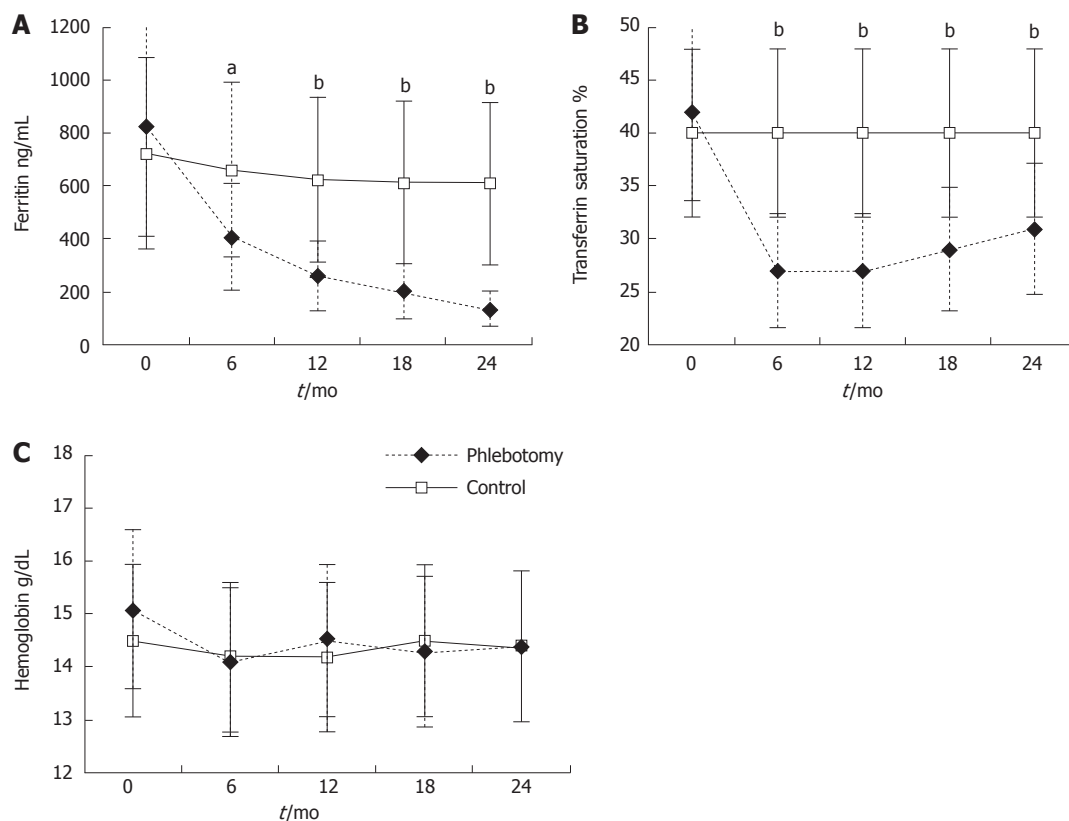 A
1200
1000
800
600
400
200
0
Ferritin ng/mL
a
b
b
b
0 6 12 18 24
t/mo
B
50
45
40
35
30
25
20
Transferrin saturation %
b
b
b
b
0 6 12 18 24
t/mo
C
18
17
16
15
14
13
12
Hemoglobin g/dL
Phlebotomy
Control
0 6 12 18 24
t/mo